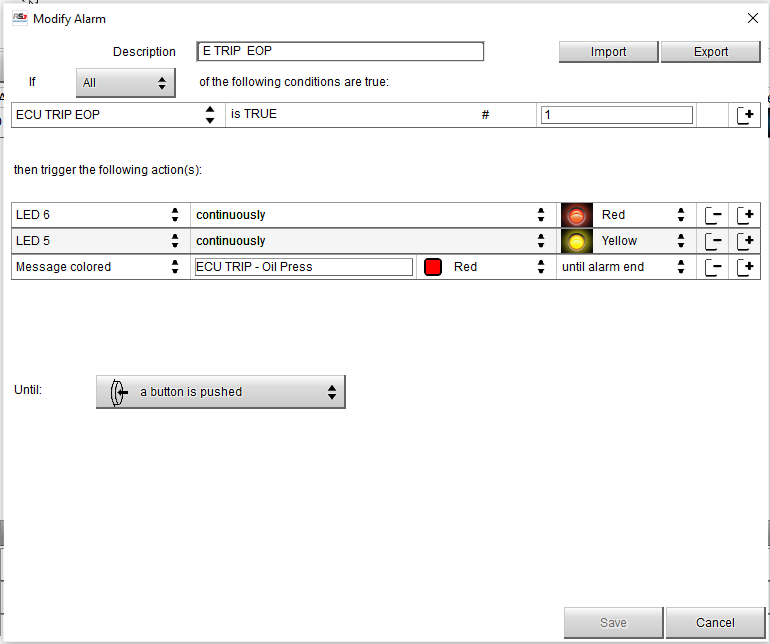 RS3 Modify Alarm
Description E TRIP EOP Import Export
If All of the following conditions are true:
ECU TRIP EOP is TRUE # 1
then trigger the following action(s):
LED 6 continuously Red
LED 5 continuously Yellow
Message colored ECU TRIP - Oil Press Red until alarm end
Until: a button is pushed
Save Cancel